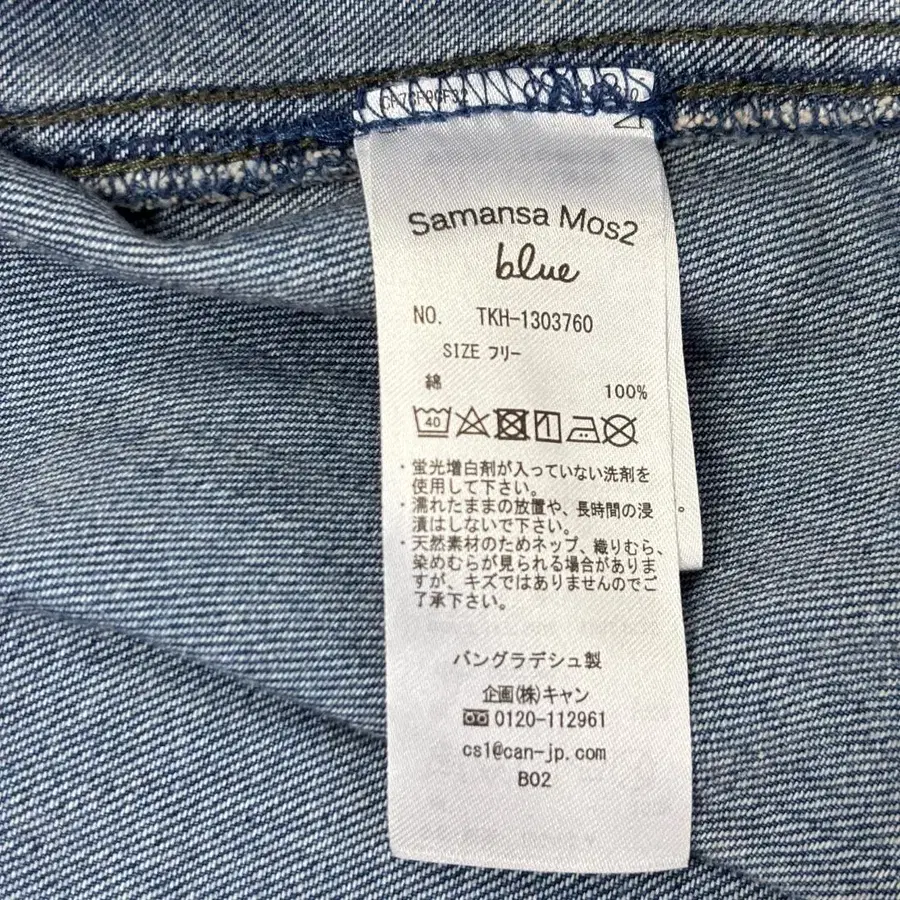 Samansa Mos2
blue
NO. TKH-1303760
SIZE フリー
綿
100%
40
・蛍光増白剤が入っていない洗剤を
使用して下さい。
・濡れたままの放置や、長時間の浸
漬はしないで下さい。
・天然素材のためネップ、織りむら、
染めむらが見られる場合がありま
すが、キズではありませんのでご
了承下さい。
バングラデシュ製
企画(株)キャン
0120-112961
cs1@can-jp.com
B02